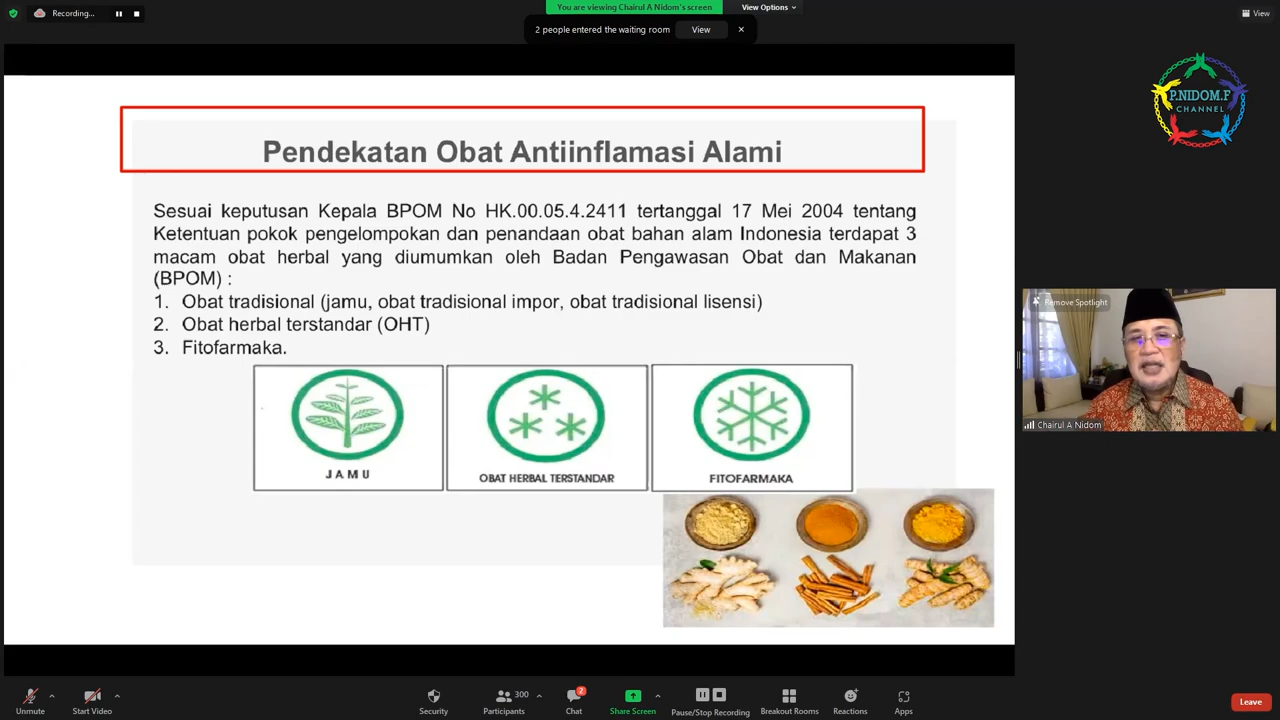 Recording...
You are viewing Chairul A Nidom's screen
View Options
View
2 people entered the waiting room
View
P.NIDOM.F
CHANNEL
Pendekatan Obat Antiinflamasi Alami
Sesuai keputusan Kepala BPOM No HK.00.05.4.2411 tertanggal 17 Mei 2004 tentang
Ketentuan pokok pengelompokan dan penandaan obat bahan alam Indonesia terdapat 3
macam obat herbal yang diumumkan oleh Badan Pengawasan Obat dan Makanan
(BPOM) :
1. Obat tradisional (jamu, obat tradisional impor, obat tradisional lisensi)
2. Obat herbal terstandar (OHT)
3. Fitofarmaka.
JAMU
OBAT HERBAL TERSTANDAR
FITOFARMAKA
Remove Spotlight
Chairul A Nidom
Unmute
Start Video
Security
Participants
300
Chat
2
Share Screen
Pause/Stop Recording
Breakout Rooms
Reactions
Apps
Leave